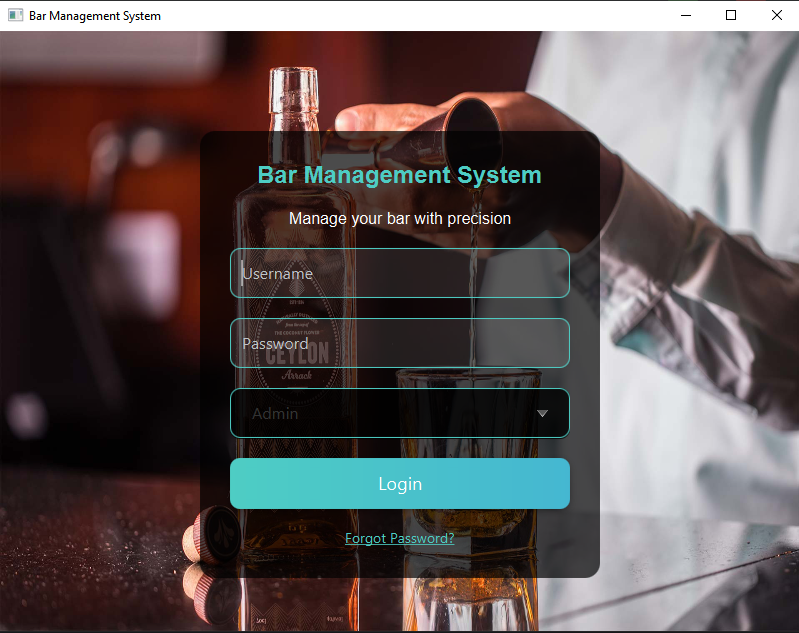 Bar Management System
Bar Management System
Manage your bar with precision
Username
Password
CEYLON
Arrack
Admin
Login
Forgot Password?